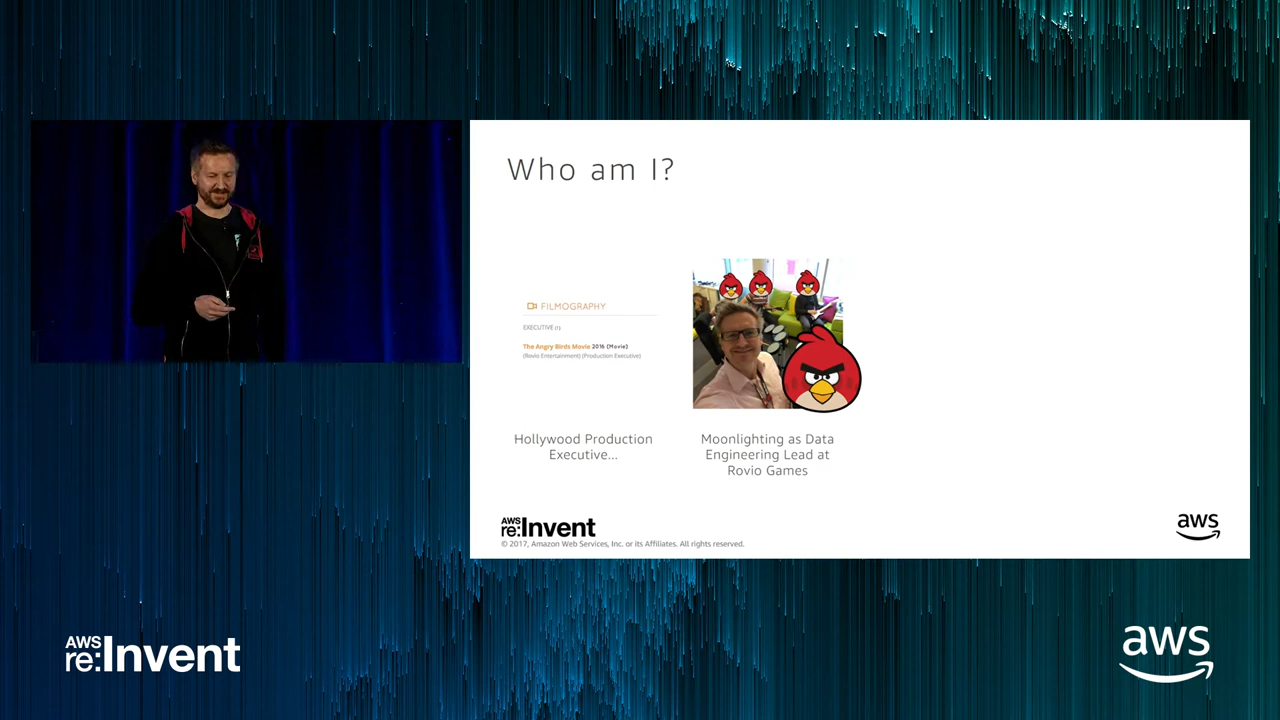 Who am I?
FILMOGRAPHY
EXECUTIVE (1)
The Angry Birds Movie 2016 (Movie)
(Rovio Entertainment) (Production Executive)
Hollywood Production
Executive...
Moonlighting as Data
Engineering Lead at
Rovio Games
AWS
re:Invent
© 2017, Amazon Web Services, Inc. or its Affiliates. All rights reserved.
aws
AWS
re:Invent
aws